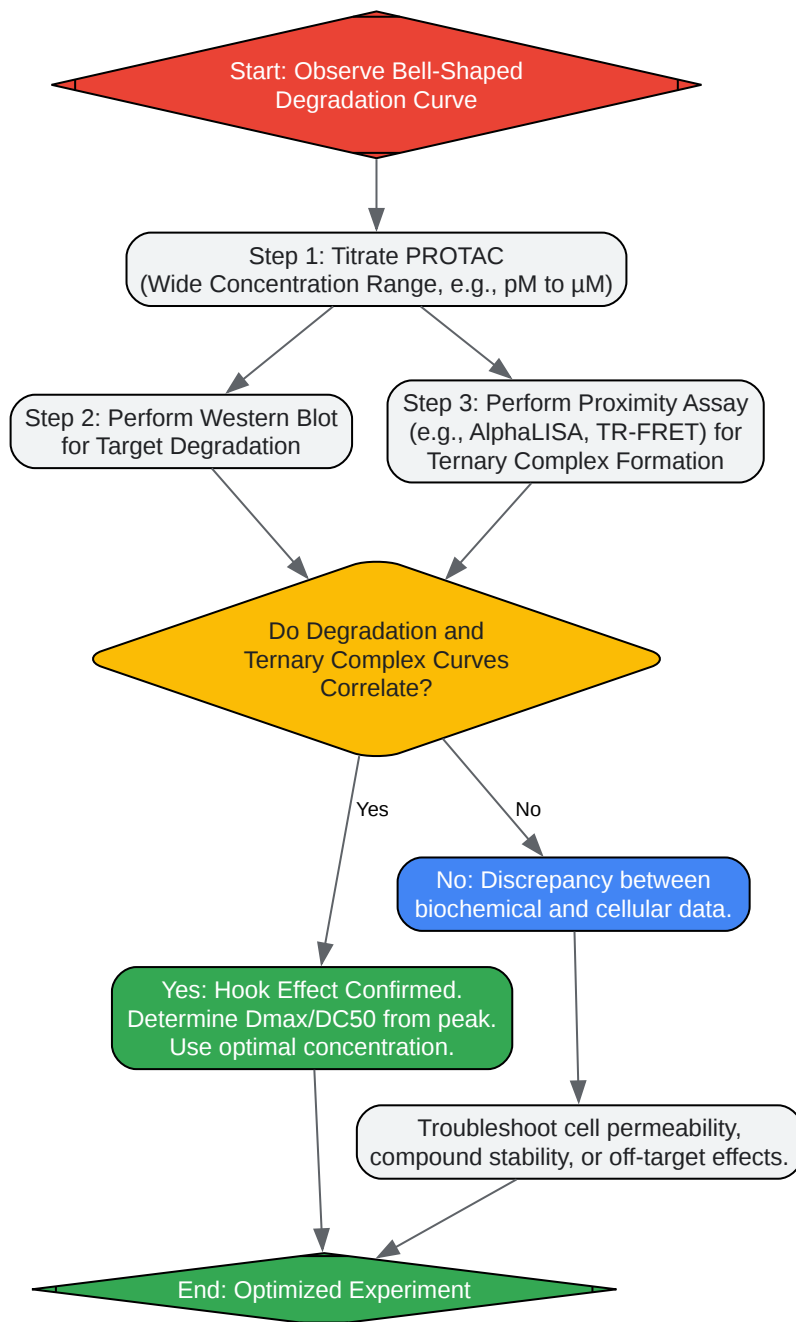 Start: Observe Bell-Shaped
Degradation Curve
Step 1: Titrate PROTAC
(Wide Concentration Range, e.g., pM to µM)
Step 2: Perform Western Blot
for Target Degradation
Step 3: Perform Proximity Assay
(e.g., AlphaLISA, TR-FRET) for
Ternary Complex Formation
Do Degradation and
Ternary Complex Curves
Correlate?
Yes
No
No: Discrepancy between
biochemical and cellular data.
Yes: Hook Effect Confirmed.
Determine Dmax/DC50 from peak.
Use optimal concentration.
Troubleshoot cell permeability,
compound stability, or off-target effects.
End: Optimized Experiment